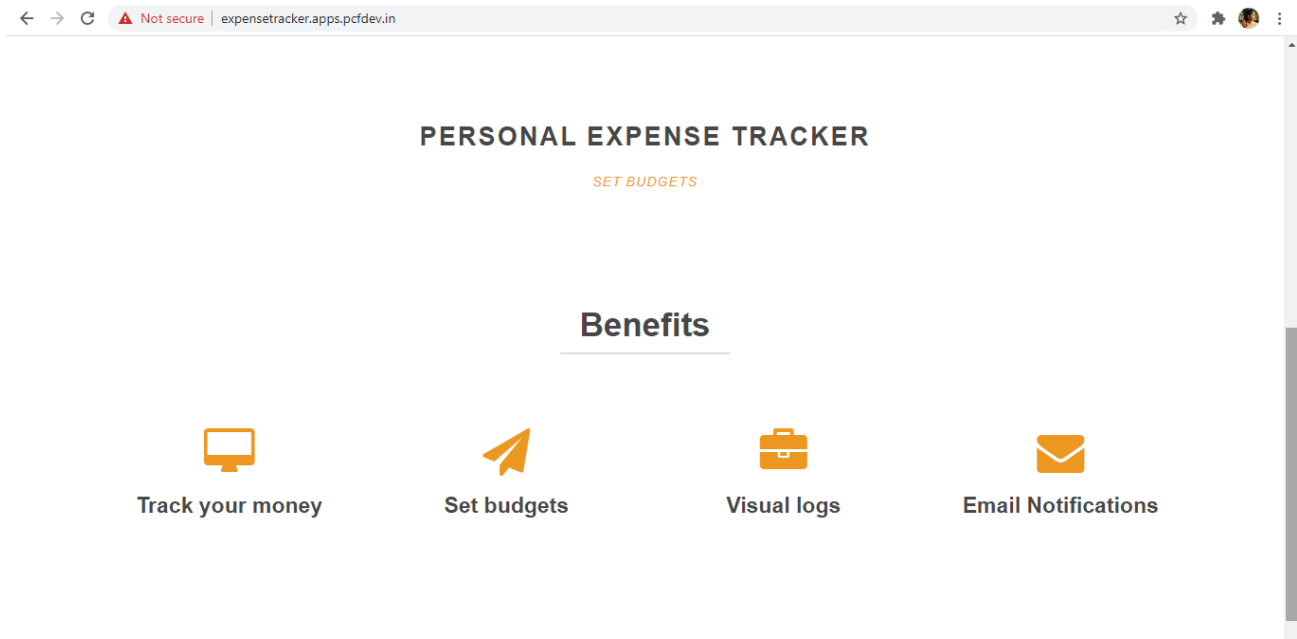 Not secure | expensetracker.apps.pcfdev.in
PERSONAL EXPENSE TRACKER
SET BUDGETS
Benefits
Track your money Set budgets Visual logs Email Notifications